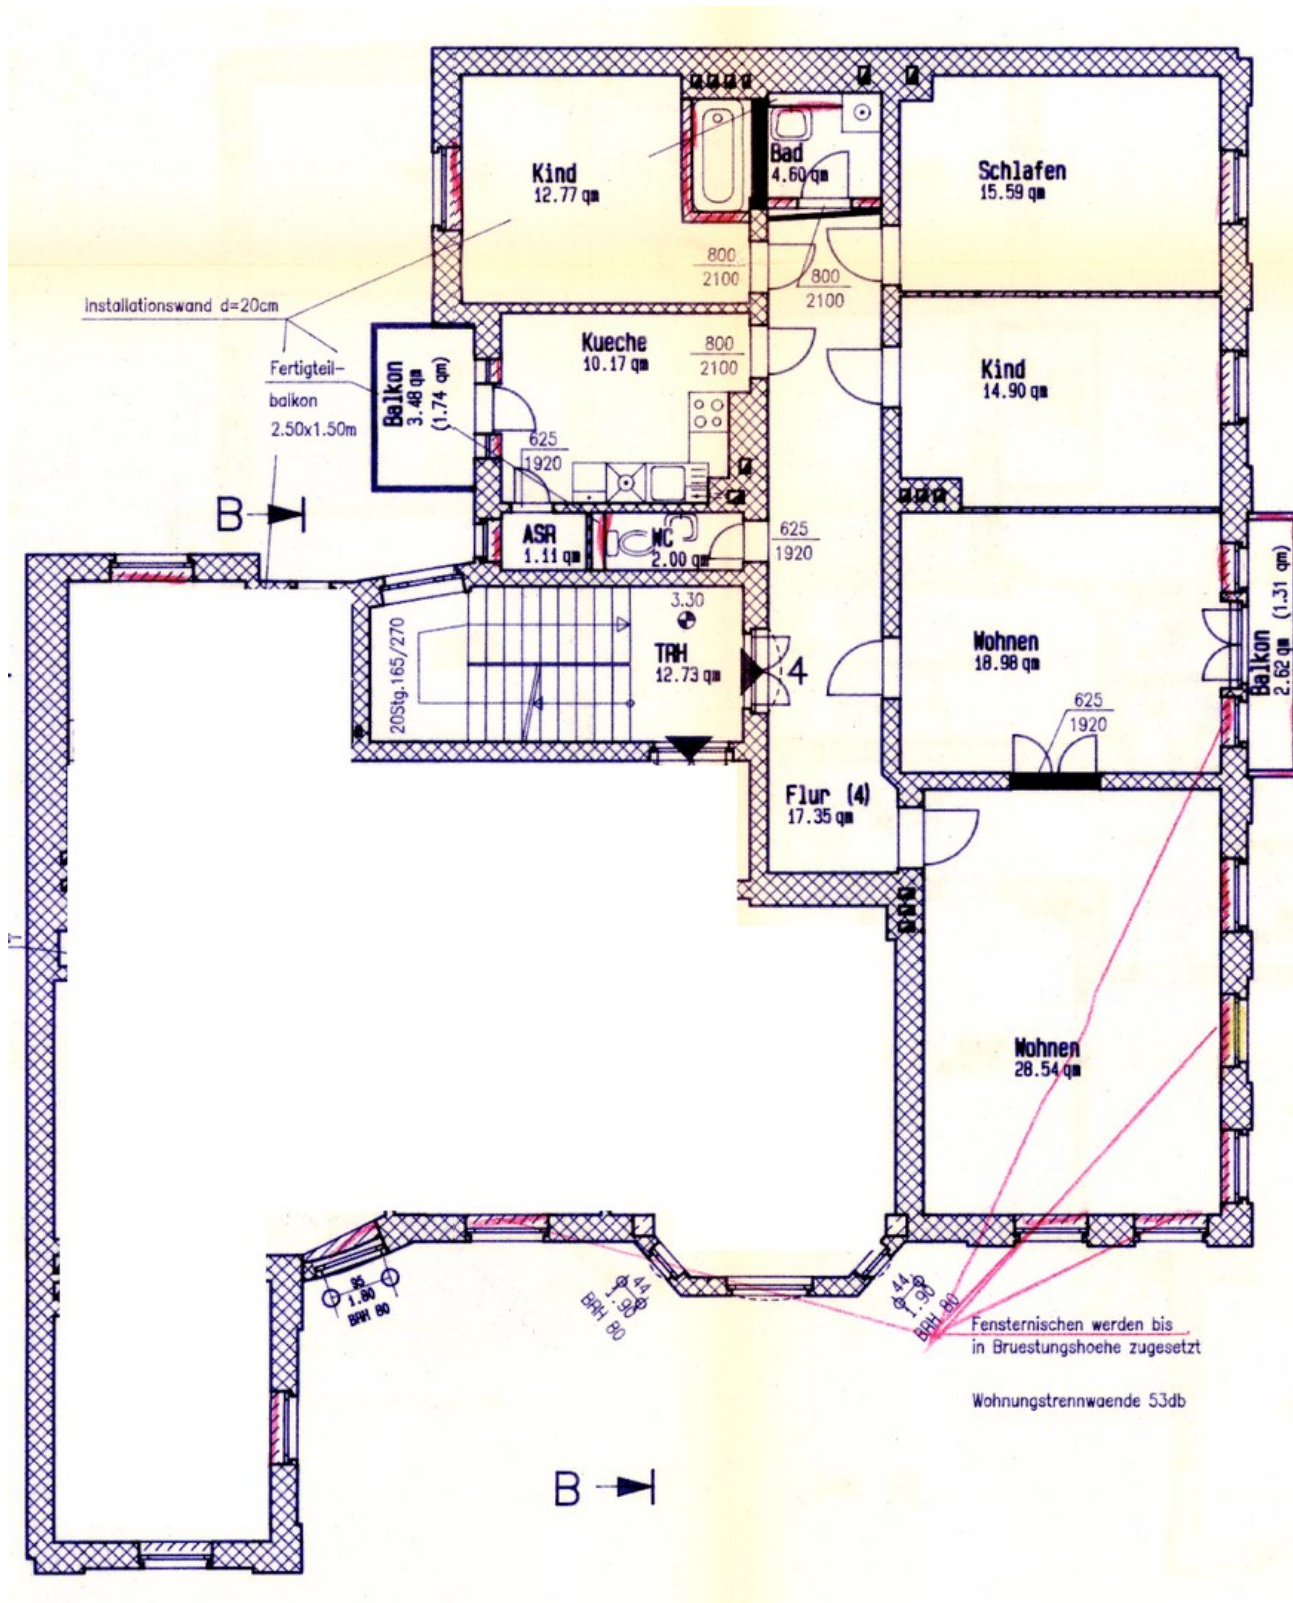 Kind
12.77 qm
Bad
4.60 qm
Schlafen
15.59 qm
800
2100
800
2100
Installationswand d=20cm
Fertigteil-
balkon
2.50x1.50m
Balkon
3.48 qm
(1.74 qm)
Kueche
10.17 qm
800
2100
Kind
14.90 qm
625
1920
B
ASR
1.11 qm
WC
2.00 qm
625
1920
3.30
20Stg.165/270
TRH
12.73 qm
4
Wohnen
18.98 qm
Balkon
2.62 qm (1.31 qm)
625
1920
Flur (4)
17.35 qm
Wohnen
28.54 qm
95
1.80
BRH 80
44
1.90
BRH 80
44
1.90
BRH 80
Fensternischen werden bis
in Bruestungshoehe zugesetzt
Wohnungstrennwaende 53db
B